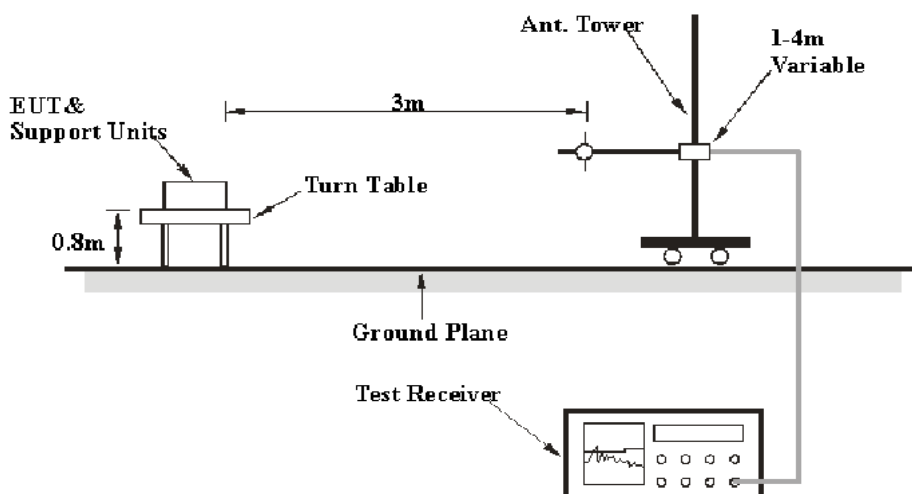 Ant. Tower
1-4m
Variable
3m
EUT&
Support Units
Turn Table
0.8m
Ground Plane
Test Receiver